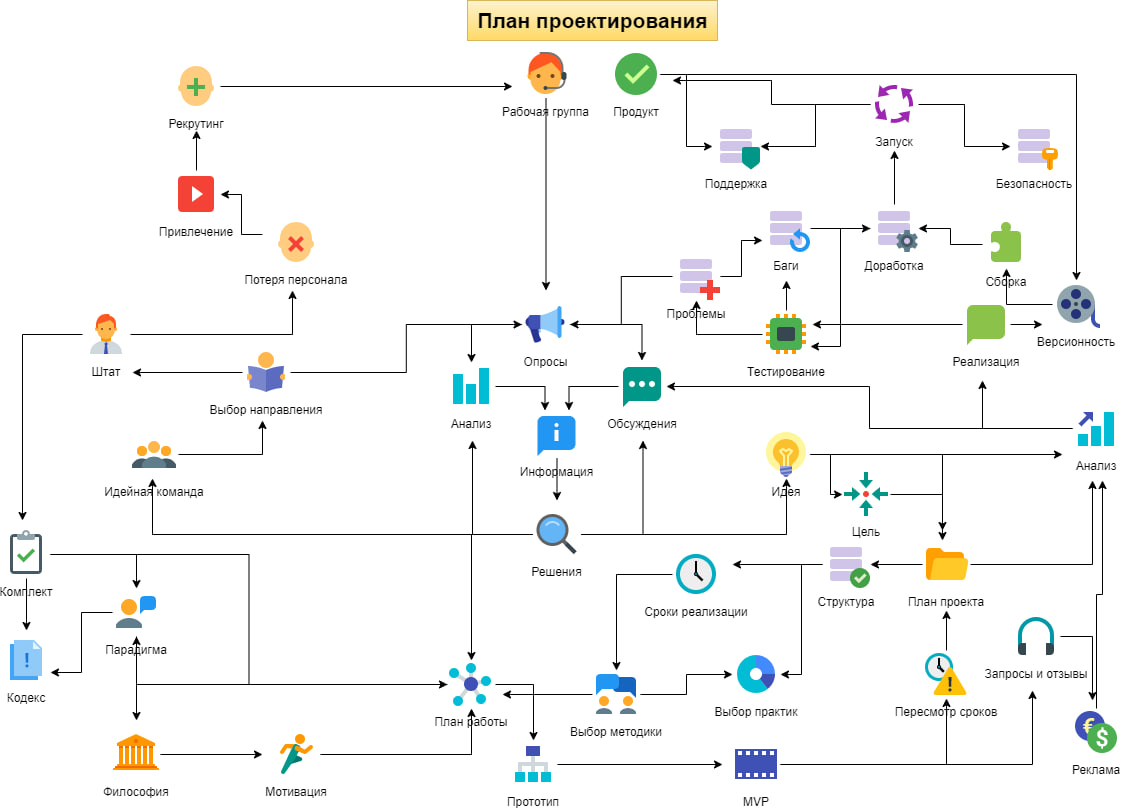 План проектирования
Рекрутинг
Рабочая группа
Продукт
Запуск
Поддержка
Безопасность
Привлечение
Потеря персонала
Баги
Доработка
Сборка
Проблемы
Версионность
Штат
Опросы
Тестирование
Реализация
Выбор направления
Анализ
Обсуждения
Информация
Анализ
Идейная команда
Идея
Цель
Решения
Комплект
Сроки реализации
Структура
План проекта
Парадигма
Кодекс
Запросы и отзывы
План работы
Выбор методики
Выбор практик
Пересмотр сроков
€
$
Реклама
Философия
Мотивация
Прототип
MVP